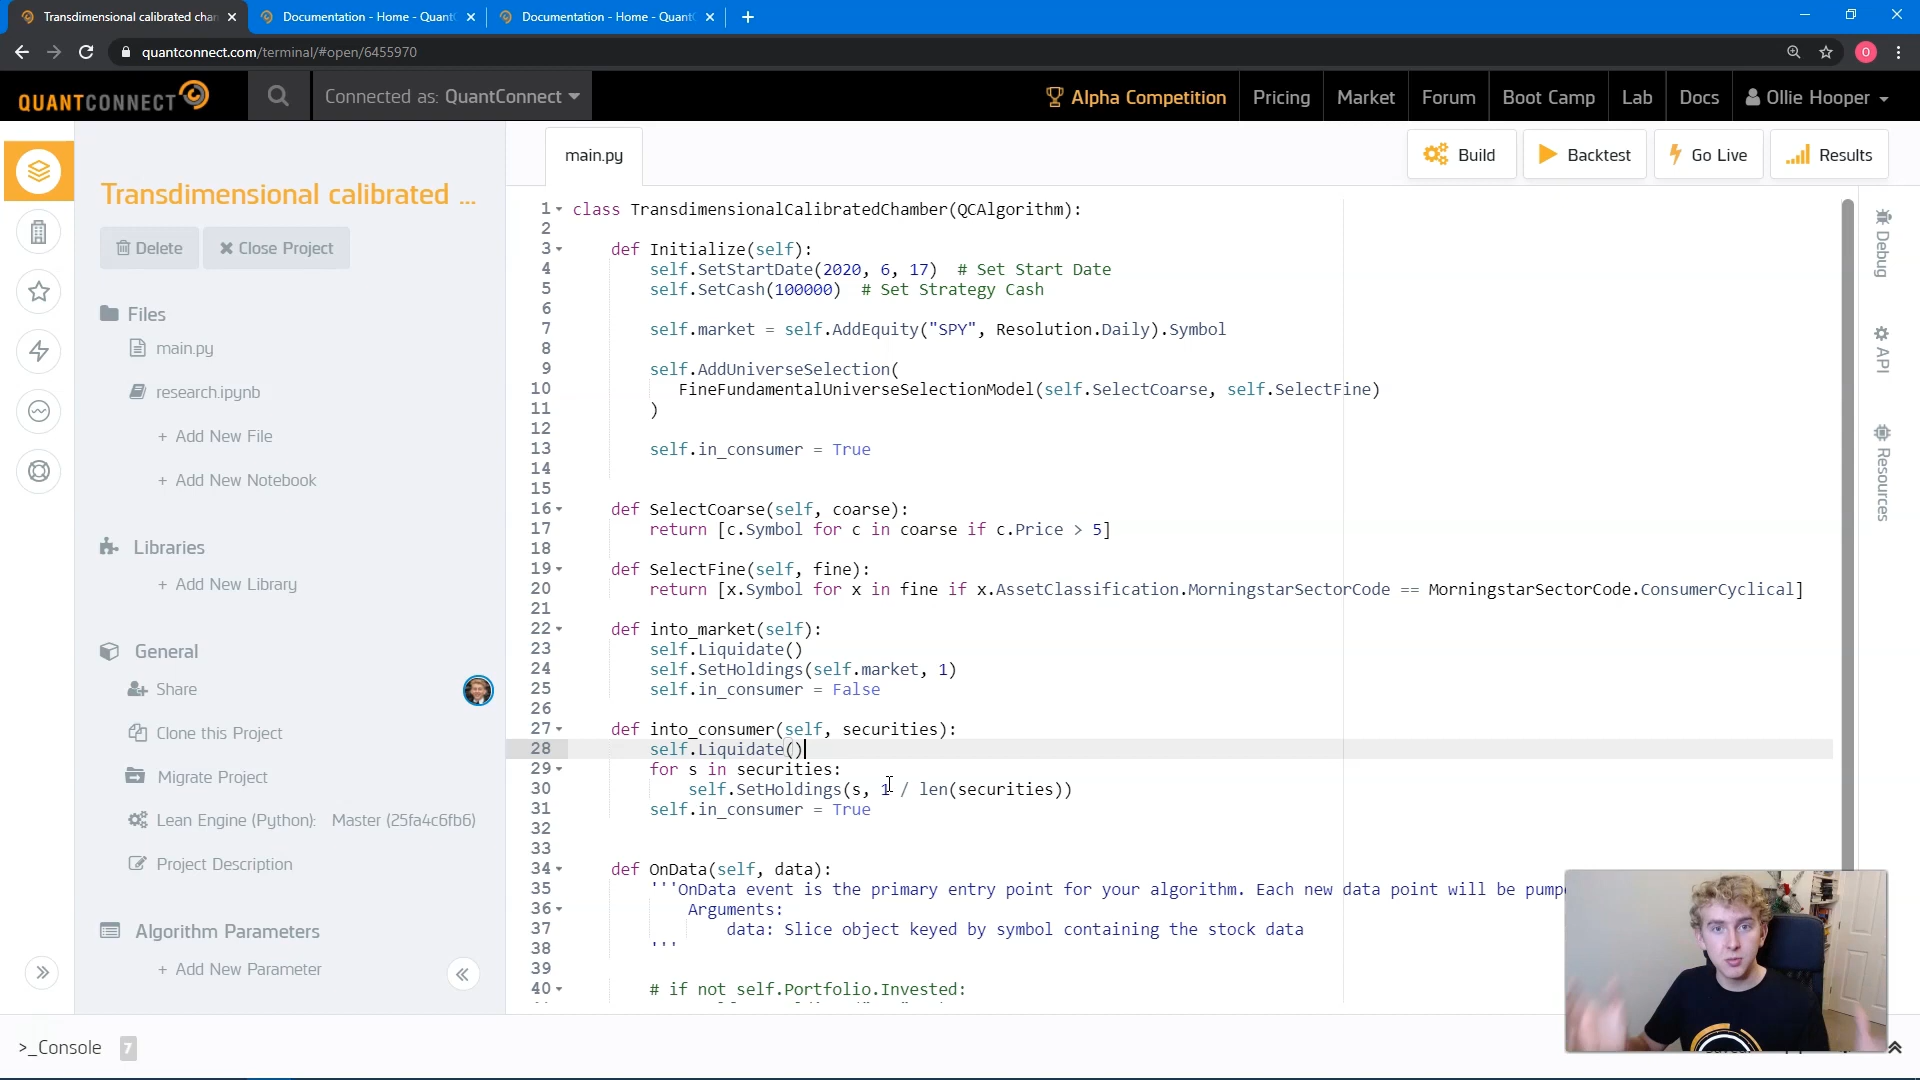 Transdimensional calibrated chan
Documentation - Home - QuantC
Documentation - Home - QuantC
quantconnect.com/terminal/#open/6455970
O
QUANTCONNECT
Connected as: QuantConnect
Alpha Competition
Pricing
Market
Forum
Boot Camp
Lab
Docs
Ollie Hooper
Transdimensional calibrated ...
Delete
Close Project
Files
main.py
research.ipynb
+ Add New File
+ Add New Notebook
Libraries
+ Add New Library
General
Share
Clone this Project
Migrate Project
Lean Engine (Python): Master (25fa4c6fb6)
Project Description
Algorithm Parameters
+ Add New Parameter
main.py
Build
Backtest
Go Live
Results
1 class TransdimensionalCalibratedChamber(QCAlgorithm):
2
3 def Initialize(self):
4 self.SetStartDate(2020, 6, 17) # Set Start Date
5 self.SetCash(100000) # Set Strategy Cash
6
7 self.market = self.AddEquity("SPY", Resolution.Daily).Symbol
8
9 self.AddUniverseSelection(
10 FineFundamentalUniverseSelectionModel(self.SelectCoarse, self.SelectFine)
11 )
12
13 self.in_consumer = True
14
15
16 def SelectCoarse(self, coarse):
17 return [c.Symbol for c in coarse if c.Price > 5]
18
19 def SelectFine(self, fine):
20 return [x.Symbol for x in fine if x.AssetClassification.MorningstarSectorCode == MorningstarSectorCode.ConsumerCyclical]
21
22 def into_market(self):
23 self.Liquidate()
24 self.SetHoldings(self.market, 1)
25 self.in_consumer = False
26
27 def into_consumer(self, securities):
28 self.Liquidate()
29 for s in securities:
30 self.SetHoldings(s, 1 / len(securities))
31 self.in_consumer = True
32
33
34 def OnData(self, data):
35 '''OnData event is the primary entry point for your algorithm. Each new data point will be pumpe
36 Arguments:
37 data: Slice object keyed by symbol containing the stock data
38 '''
39
40 # if not self.Portfolio.Invested:
Debug
API
Resources
>_Console 7